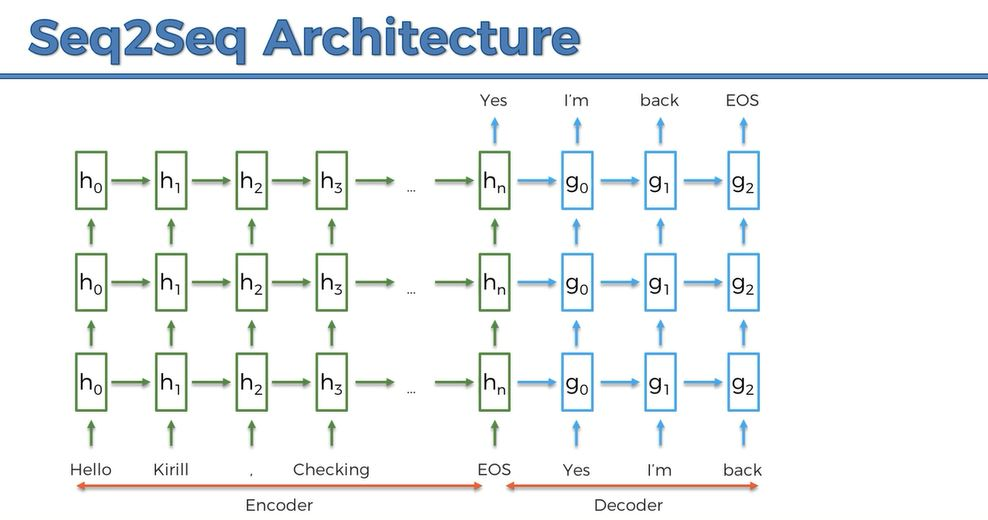 Seq2Seq Architecture
Yes I'm back EOS
h0 h1 h2 h3 ... hn g0 g1 g2
h0 h1 h2 h3 ... hn g0 g1 g2
h0 h1 h2 h3 ... hn g0 g1 g2
Hello Kirill , Checking EOS Yes I'm back
Encoder Decoder